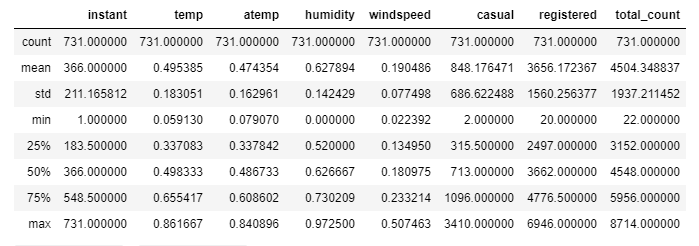 instant temp atemp humidity windspeed casual registered total_count
count 731.000000 731.000000 731.000000 731.000000 731.000000 731.000000 731.000000 731.000000
mean 366.000000 0.495385 0.474354 0.627894 0.190486 848.176471 3656.172367 4504.348837
std 211.165812 0.183051 0.162961 0.142429 0.077498 686.622488 1560.256377 1937.211452
min 1.000000 0.059130 0.079070 0.000000 0.022392 2.000000 20.000000 22.000000
25% 183.500000 0.337083 0.337842 0.520000 0.134950 315.500000 2497.000000 3152.000000
50% 366.000000 0.498333 0.486733 0.626667 0.180975 713.000000 3662.000000 4548.000000
75% 548.500000 0.655417 0.608602 0.730209 0.233214 1096.000000 4776.500000 5956.000000
max 731.000000 0.861667 0.840896 0.972500 0.507463 3410.000000 6946.000000 8714.000000